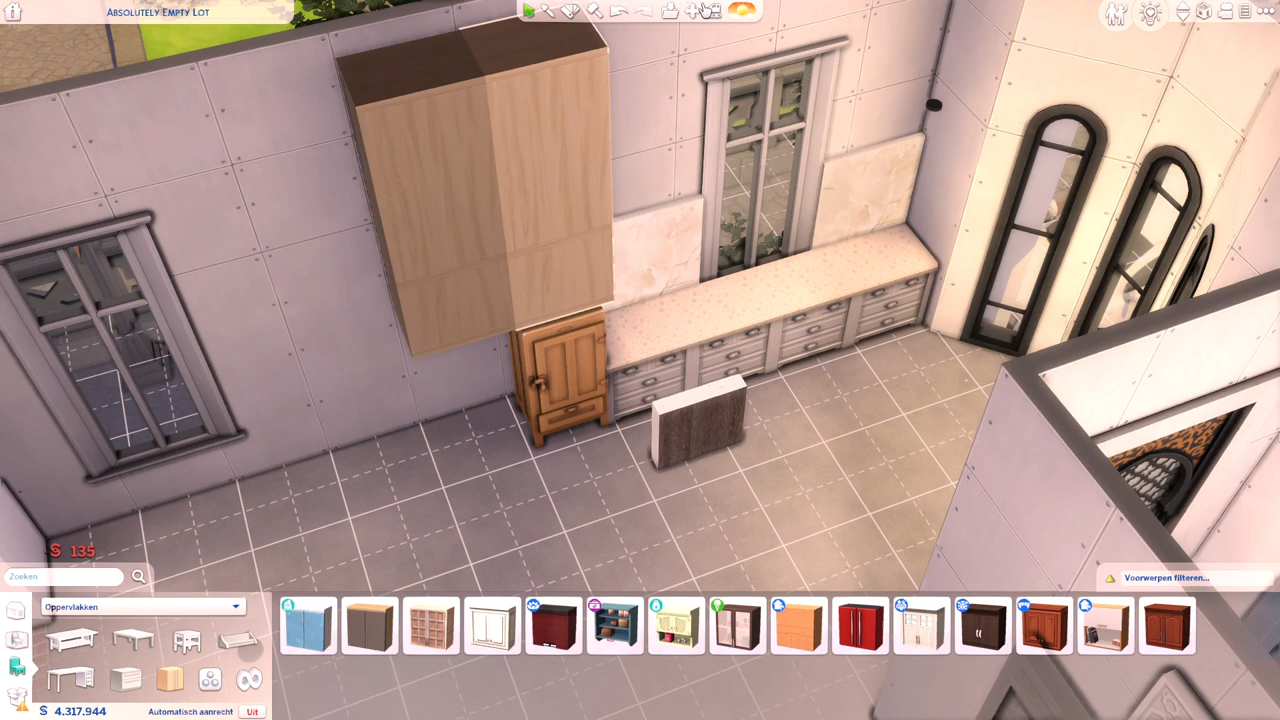 ABSOLUTELY EMPTY LOT
S 135
Zoeken
Voorwerpen filteren...
Oppervlakken
S 4.317.944
Automatisch aanrecht
Uit